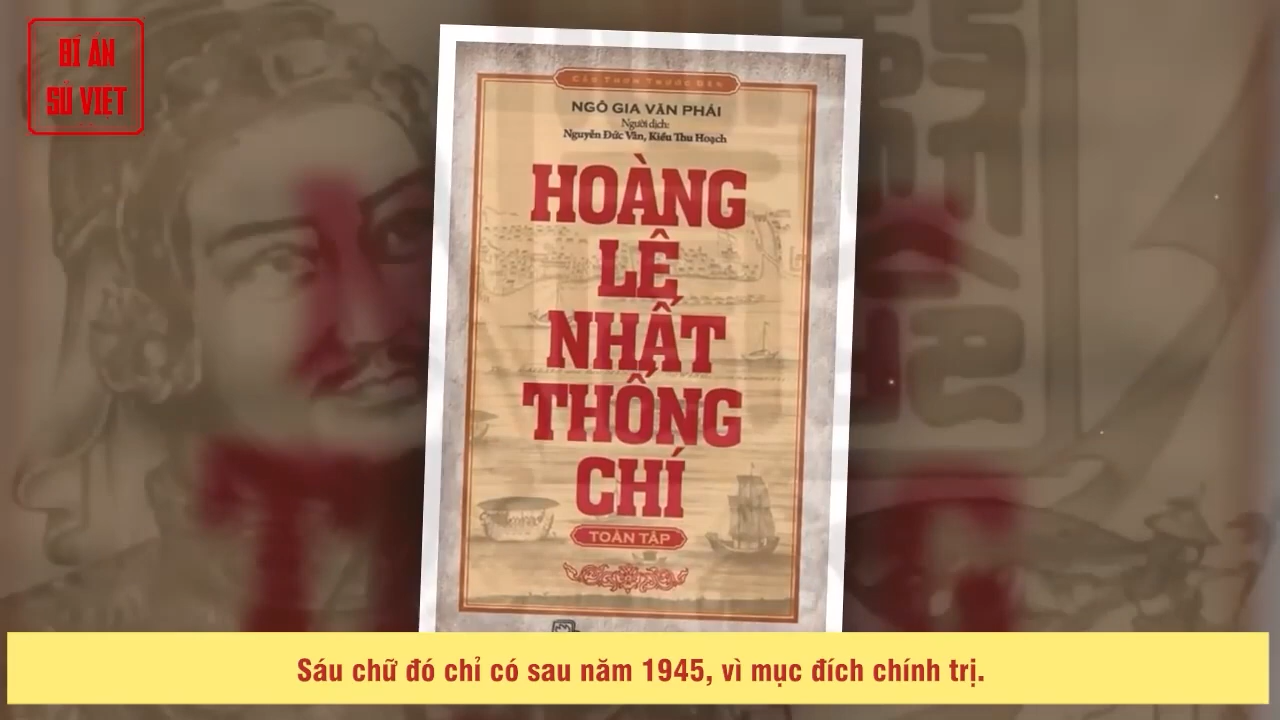 BÍ ẨN
SỬ VIỆT
NGÔ GIA VĂN PHÁI
Người dịch:
Nguyễn Đức Vân, Kiều Thu Hoạch
HOÀNG
LÊ
NHẤT
THỐNG
CHÍ
TOÀN TẬP
Sáu chữ đó chỉ có sau năm 1945, vì mục đích chính trị.